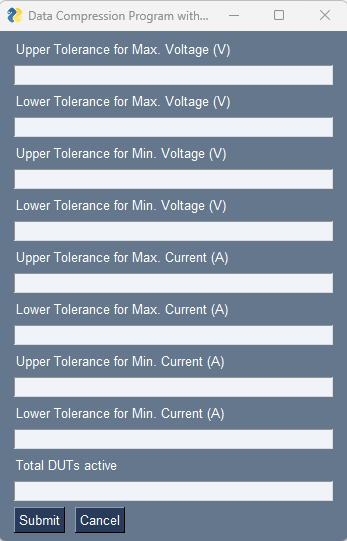 Data Compression Program with...
Upper Tolerance for Max. Voltage (V)
Lower Tolerance for Max. Voltage (V)
Upper Tolerance for Min. Voltage (V)
Lower Tolerance for Min. Voltage (V)
Upper Tolerance for Max. Current (A)
Lower Tolerance for Max. Current (A)
Upper Tolerance for Min. Current (A)
Lower Tolerance for Min. Current (A)
Total DUTs active
Submit Cancel